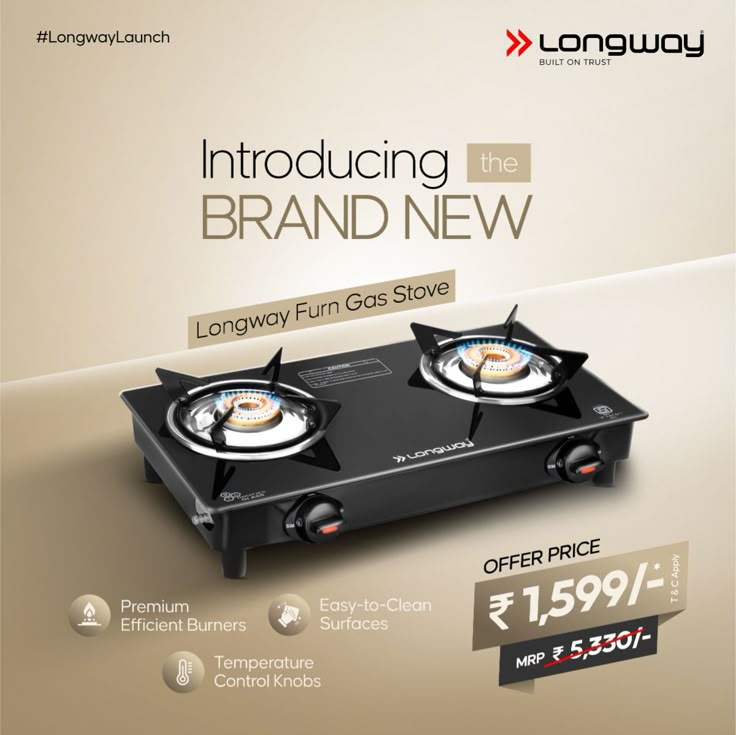 #LongwayLaunch
Longway
BUILT ON TRUST
Introducing the
BRAND NEW
Longway Furn Gas Stove
CAUTION
Longway
OFFER PRICE
₹ 1,599/-*
T & C Apply
MRP ₹ 5,330/-
Premium
Efficient Burners
Easy-to-Clean
Surfaces
Temperature
Control Knobs